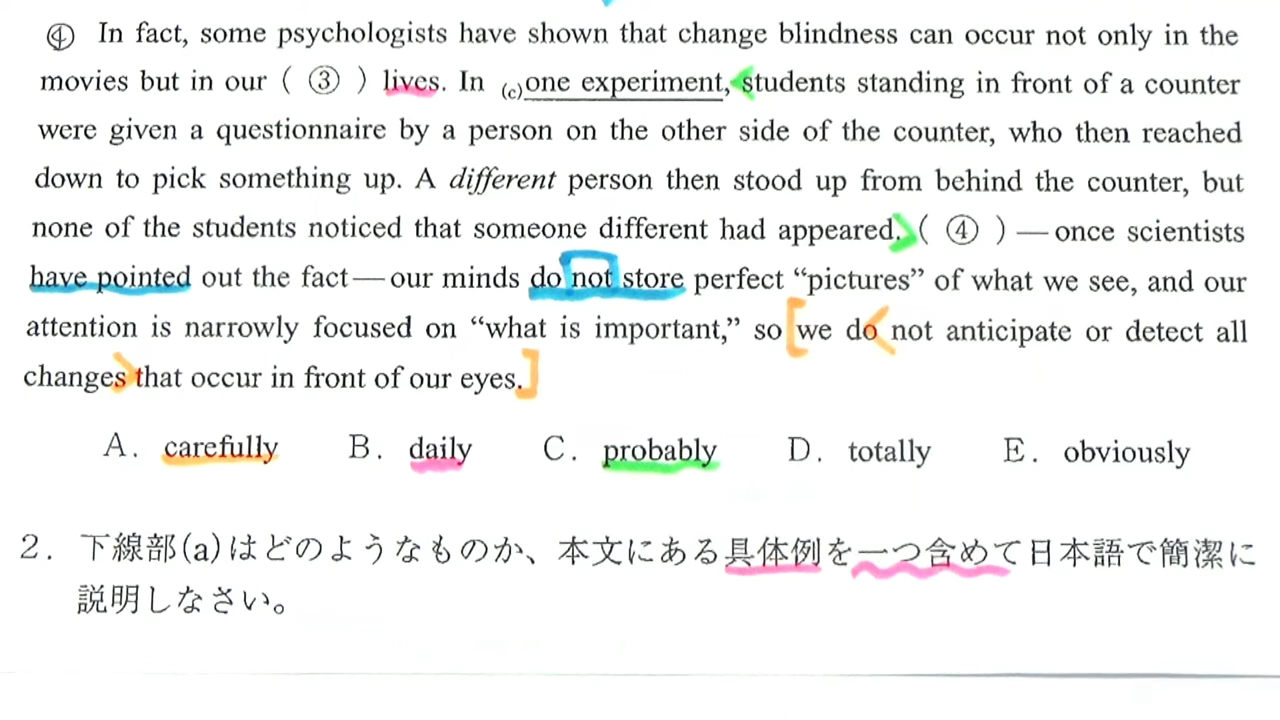 ④ In fact, some psychologists have shown that change blindness can occur not only in the
movies but in our ( ③ ) lives. In (c)one experiment, students standing in front of a counter
were given a questionnaire by a person on the other side of the counter, who then reached
down to pick something up. A different person then stood up from behind the counter, but
none of the students noticed that someone different had appeared. ( ④ ) — once scientists
have pointed out the fact — our minds do not store perfect “pictures” of what we see, and our
attention is narrowly focused on “what is important,” so we do not anticipate or detect all
changes that occur in front of our eyes.
A. carefully B. daily C. probably D. totally E. obviously
2. 下線部(a)はどのようなものか、本文にある具体例を一つ含めて日本語で簡潔に
説明しなさい。